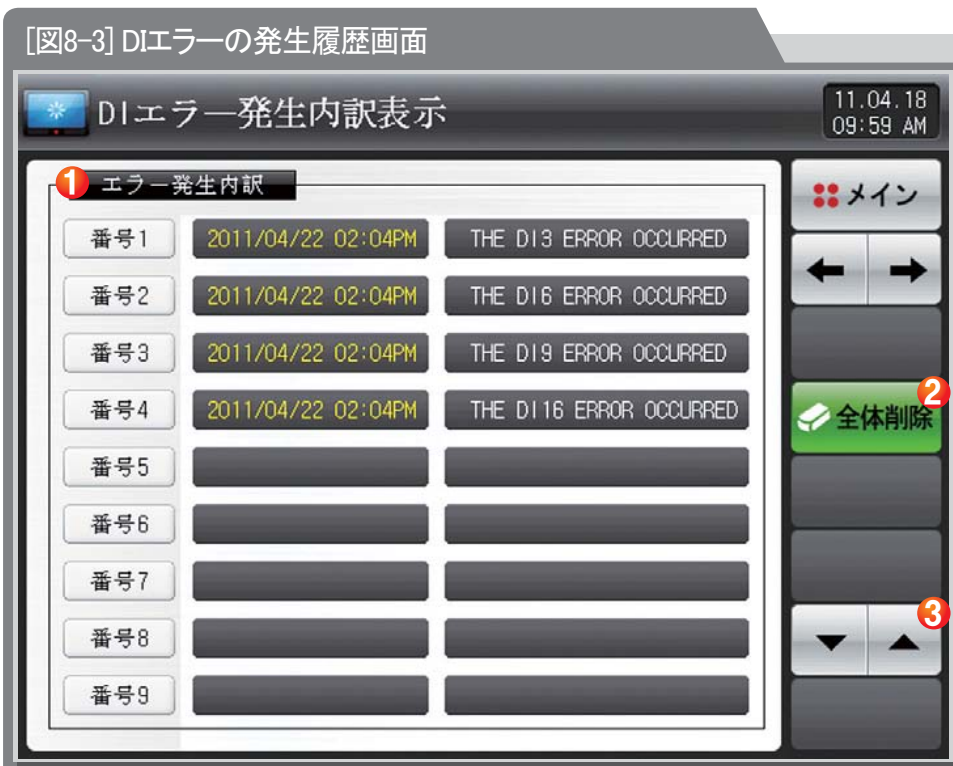 [図8-3] DIエラーの発生履歴画面
DIエラー発生内訳表示
11.04.18
09:59 AM
1 エラー発生内訳
番号1 2011/04/22 02:04PM THE DI3 ERROR OCCURRED
番号2 2011/04/22 02:04PM THE DI6 ERROR OCCURRED
番号3 2011/04/22 02:04PM THE DI9 ERROR OCCURRED
番号4 2011/04/22 02:04PM THE DI16 ERROR OCCURRED
番号5
番号6
番号7
番号8
番号9
メイン
2
全体削除
3